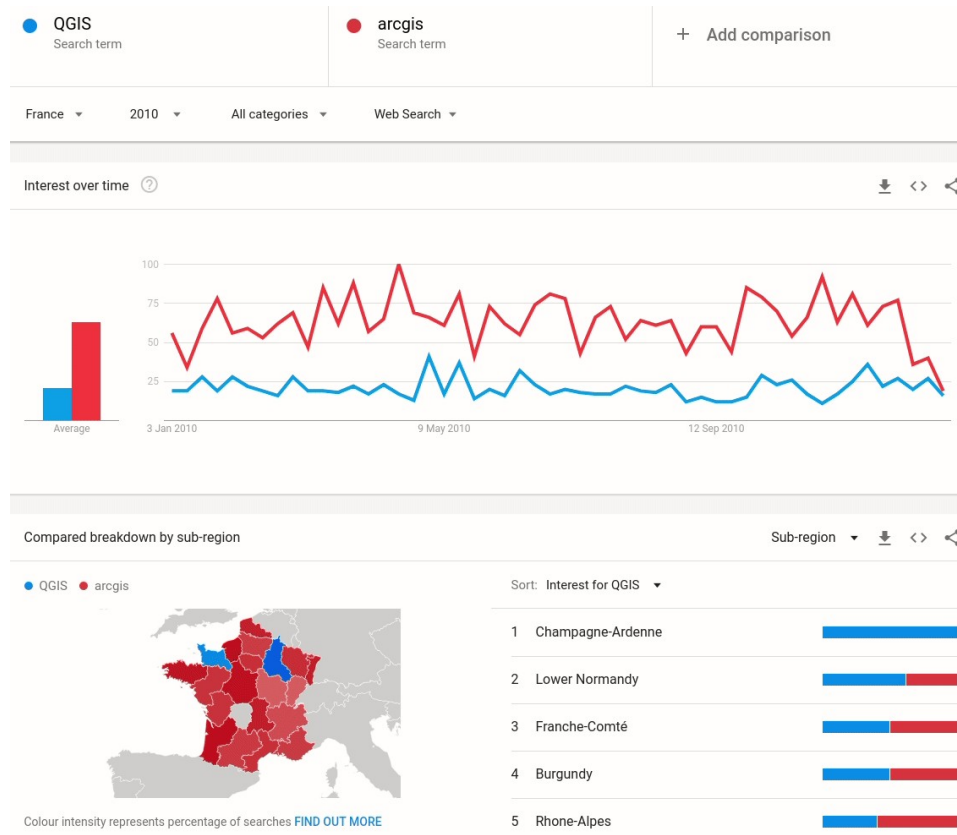 QGIS
Search term
arcgis
Search term
+ Add comparison
France
2010
All categories
Web Search
Interest over time ?
100
75
50
25
Average
3 Jan 2010
9 May 2010
12 Sep 2010
Compared breakdown by sub-region
Sub-region
QGIS arcgis
Sort: Interest for QGIS
1 Champagne-Ardenne
2 Lower Normandy
3 Franche-Comté
4 Burgundy
5 Rhone-Alpes
Colour intensity represents percentage of searches FIND OUT MORE